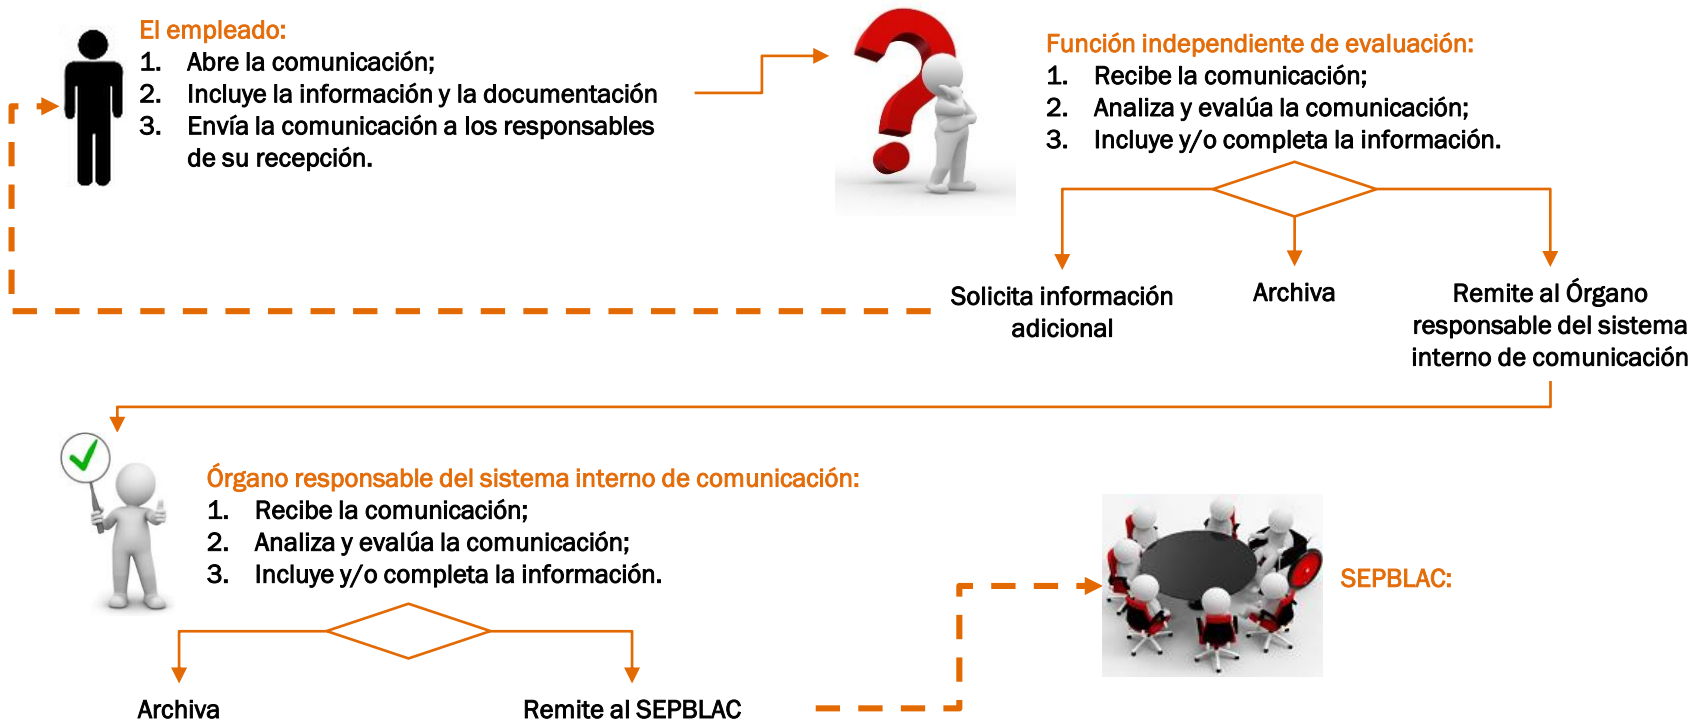 El empleado:
1. Abre la comunicación;
2. Incluye la información y la documentación
3. Envía la comunicación a los responsables
de su recepción.
Función independiente de evaluación:
1. Recibe la comunicación;
2. Analiza y evalúa la comunicación;
3. Incluye y/o completa la información.
Solicita información
adicional
Archiva
Remite al Órgano
responsable del sistema
interno de comunicación
Órgano responsable del sistema interno de comunicación:
1. Recibe la comunicación;
2. Analiza y evalúa la comunicación;
3. Incluye y/o completa la información.
Archiva
Remite al SEPBLAC
SEPBLAC: